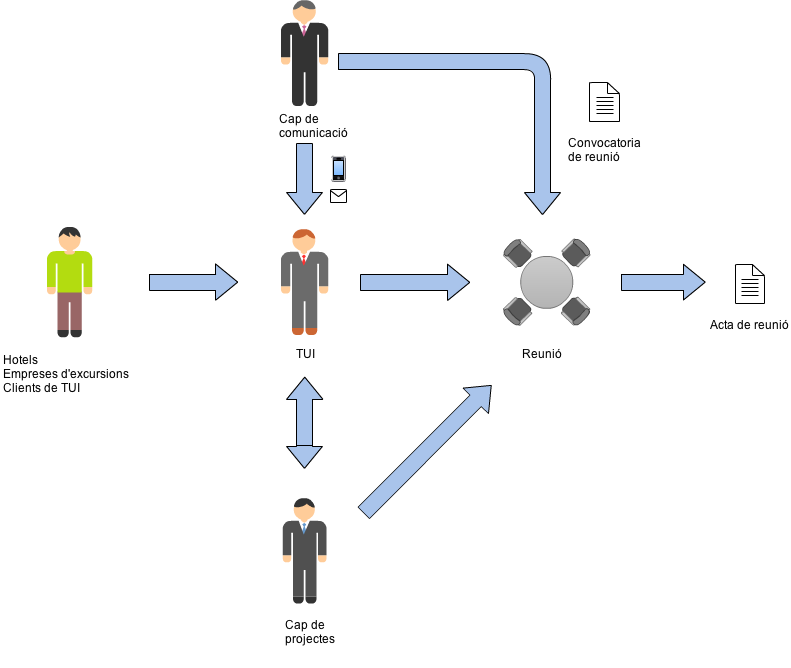 Cap de
comunicació
Convocatoria
de reunió
Hotels
Empreses d'excursions
Clients de TUI
TUI
Reunió
Acta de reunió
Cap de
projectes